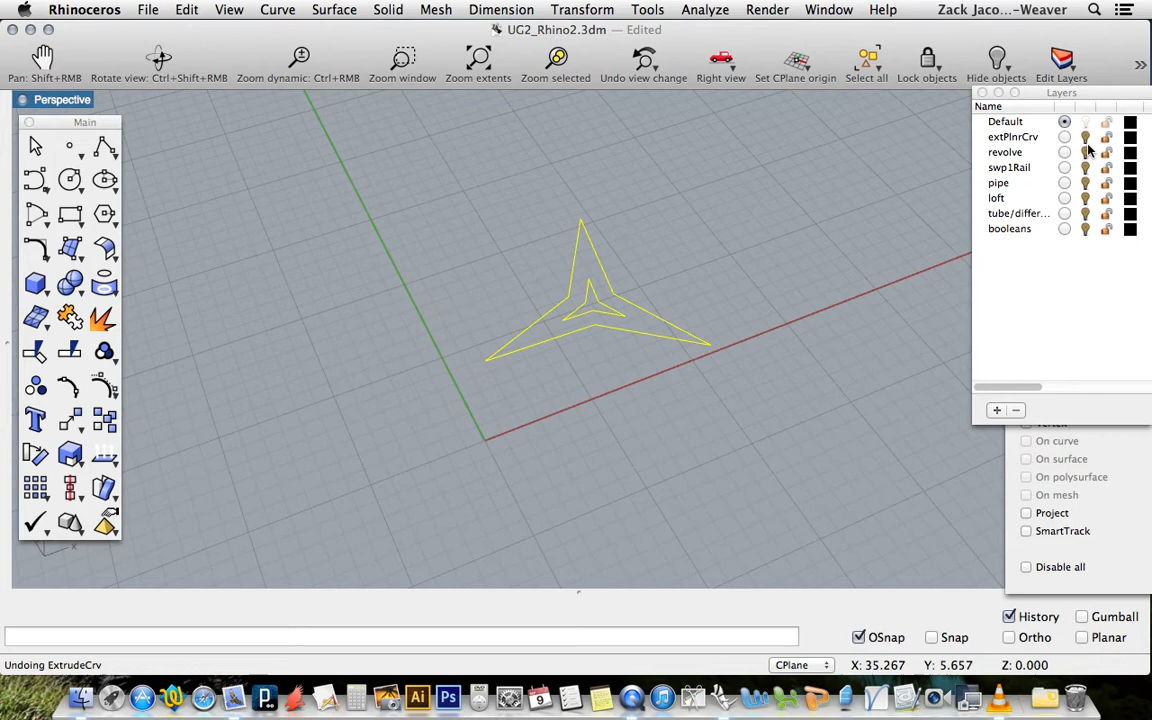 Rhinoceros File Edit View Curve Surface Solid Mesh Dimension Transform Tools Analyze Render Window Help Zack Jaco...-Weaver
UG2_Rhino2.3dm — Edited
Pan: Shift+RMB Rotate view: Ctrl+Shift+RMB Zoom dynamic: Ctrl+RMB Zoom window Zoom extents Zoom selected Undo view change Right view Set CPlane origin Select all Lock objects Hide objects Edit Layers »
Perspective
Main
Layers
Name
Default
extPlnrCrv
revolve
swp1Rail
pipe
loft
tube/differ...
booleans
Vertex
On curve
On surface
On polysurface
On mesh
Project
SmartTrack
Disable all
x
History Gumball
OSnap Snap Ortho Planar
Undoing ExtrudeCrv CPlane X: 35.267 Y: 5.657 Z: 0.000
Ai Ps 9